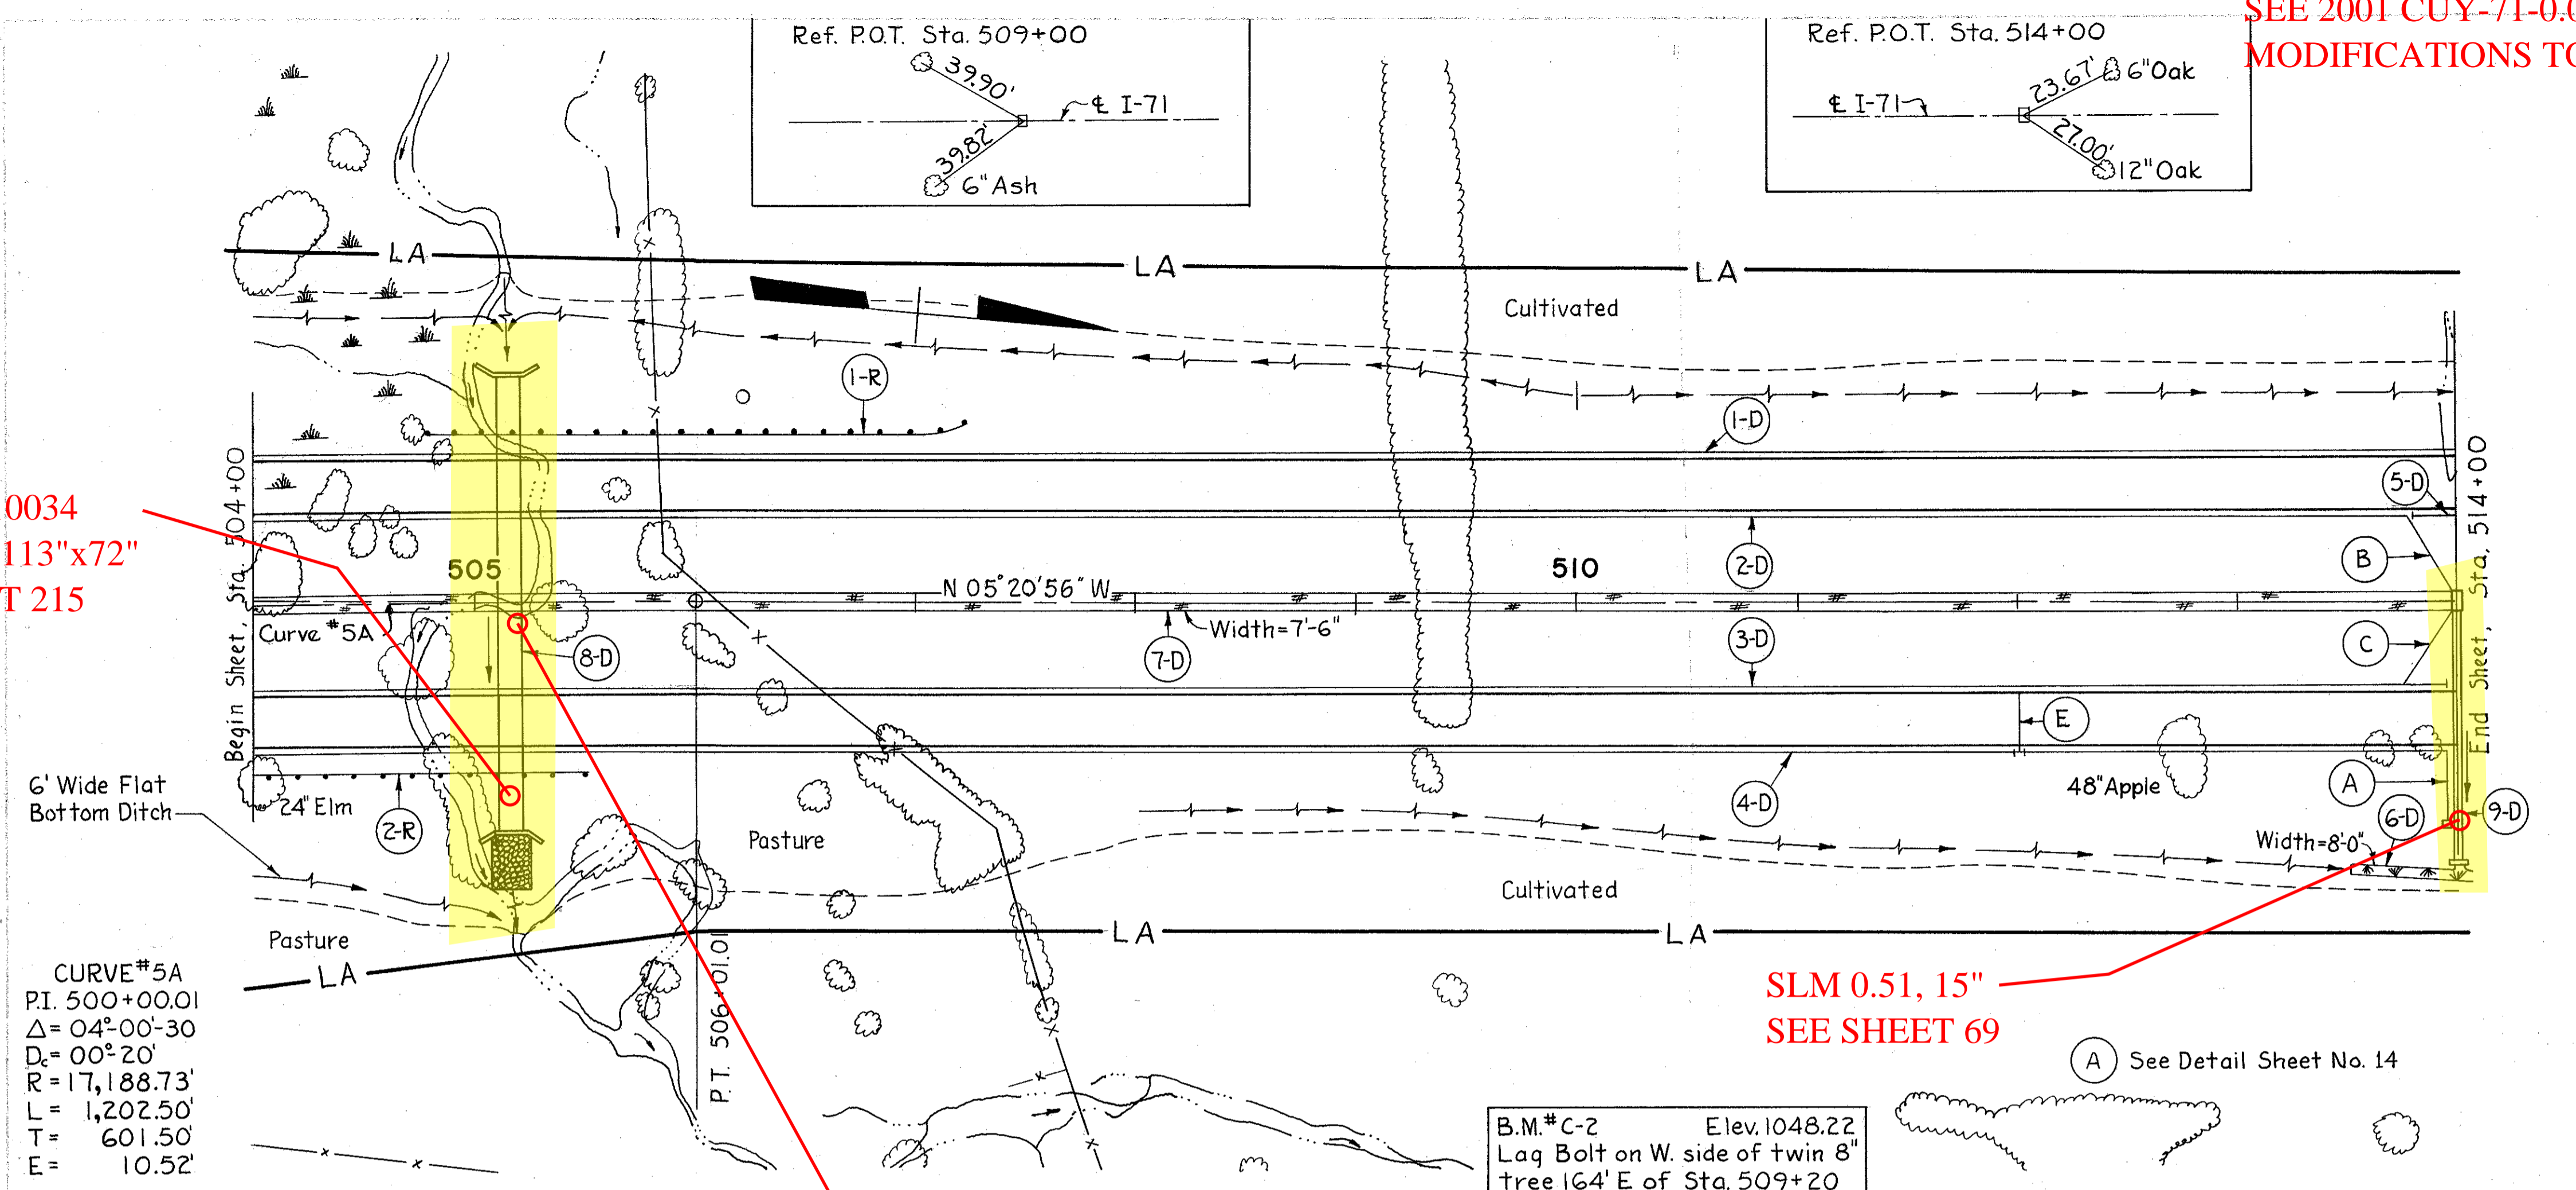 SEE 2001 CUY-71-0.0
MODIFICATIONS TO
Ref. P.O.T. Sta. 509+00
39.90'
℄ I-71
39.82'
6" Ash
Ref. P.O.T. Sta. 514+00
23.67'
6" Oak
℄ I-71
27.00'
12" Oak
LA
LA
LA
Cultivated
1-R
1-D
5-D
Begin Sheet, Sta. 504+00
End Sheet, Sta. 514+00
0034
113"x72"
T 215
505
510
2-D
B
N 05°20'56" W
Curve #5A
Width=7'-6"
8-D
7-D
3-D
C
E
6' Wide Flat
Bottom Ditch
24" Elm
2-R
4-D
48" Apple
A
6-D
9-D
Width=8'-0"
Pasture
Cultivated
Pasture
LA
LA
LA
P.T. 506+01.01
CURVE #5A
P.I. 500+00.01
Δ= 04°-00'-30
Dc= 00°-20'
R = 17,188.73'
L = 1,202.50'
T = 601.50'
E = 10.52'
SLM 0.51, 15"
SEE SHEET 69
A See Detail Sheet No. 14
B.M. #C-2 Elev. 1048.22
Lag Bolt on W. side of twin 8"
tree 164' E of Sta. 509+20